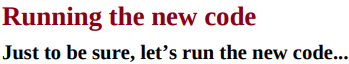 Running the new code
Just to be sure, let’s run the new code...